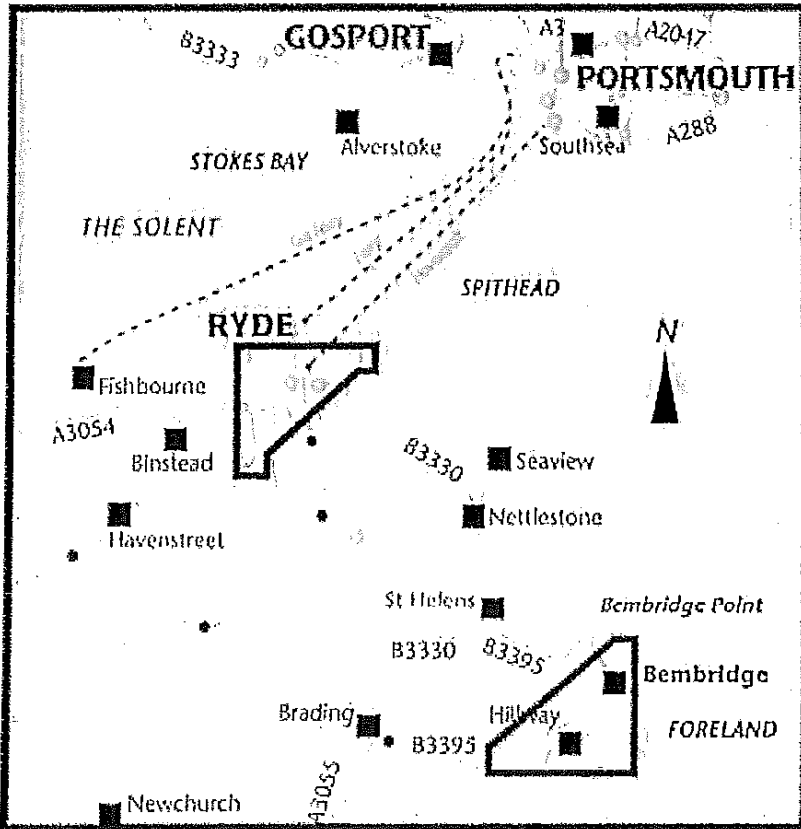 GOSPORT
A3
A2047
B3333
PORTSMOUTH
Alverstoke
Southsea
A288
STOKES BAY
THE SOLENT
SPITHEAD
RYDE
N
Fishbourne
A3054
Binstead
B3330
Seaview
Havenstreet
Nettlestone
St Helens
Bembridge Point
B3330
B3395
Bembridge
Brading
Hillway
FORELAND
B3395
A3055
Newchurch